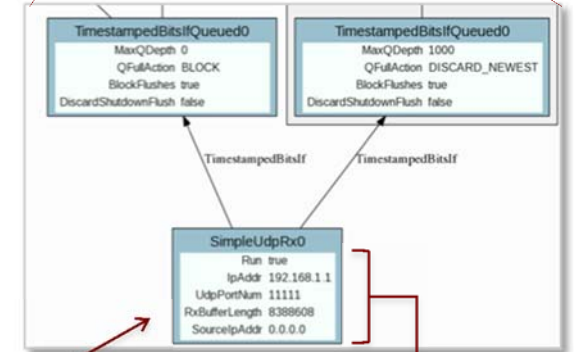 TimestampedBitsIfQueued0
MaxQDepth 0
QFullAction BLOCK
BlockFlushes true
DiscardShutdownFlush false
TimestampedBitsIfQueued0
MaxQDepth 1000
QFullAction DISCARD_NEWEST
BlockFlushes true
DiscardShutdownFlush false
TimestampedBitsIf
TimestampedBitsIf
SimpleUdpRx0
Run true
IpAddr 192.168.1.1
UdpPortNum 11111
RxBufferLength 8388608
SourceIpAddr 0.0.0.0